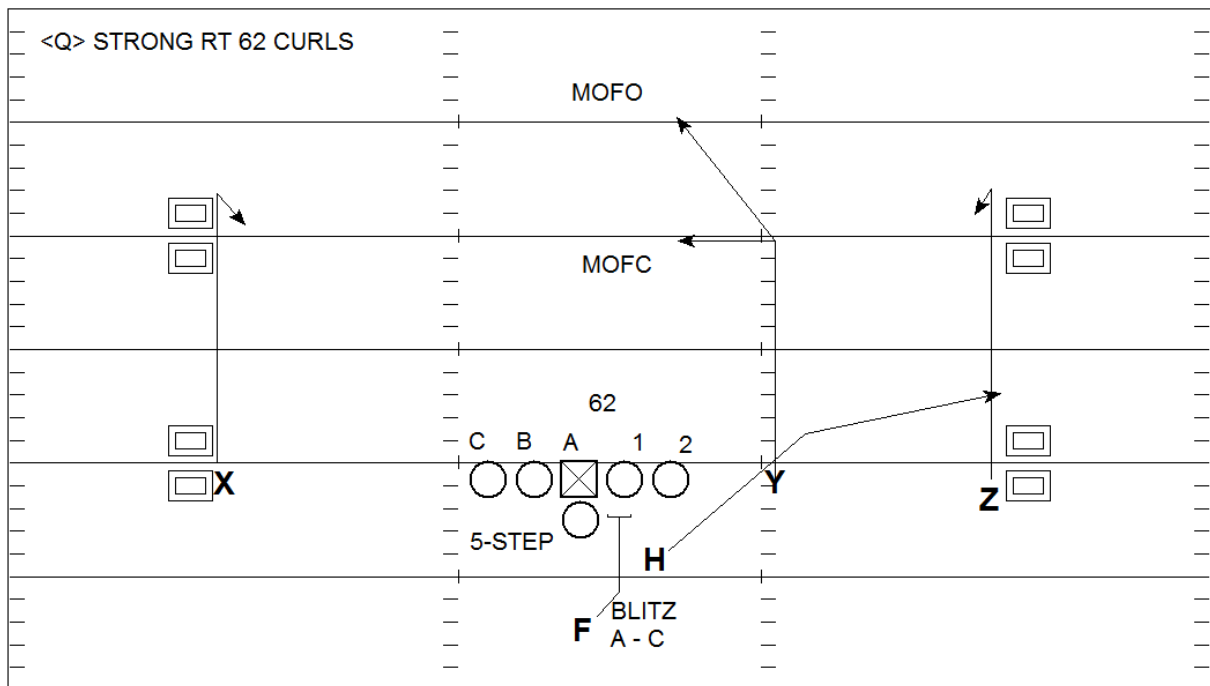 <Q> STRONG RT 62 CURLS
MOFO
MOFC
62
C B A 1 2
X Y Z
5-STEP
H
F BLITZ
A - C